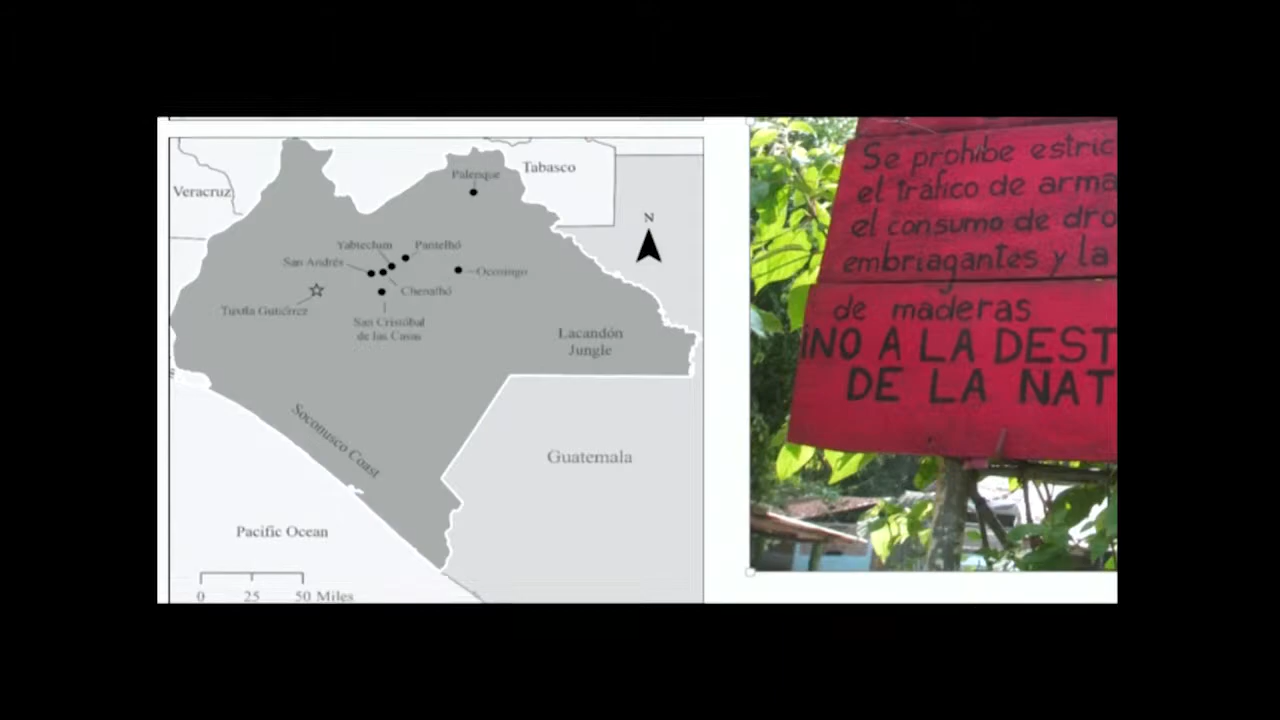 Tabasco
Palenque
Veracruz
N
Yabteclum
Pantelhó
San Andrés
Ocosingo
Chenalhó
Tuxtla Gutiérrez
San Cristóbal
de las Casas
Lacandón
Jungle
Soconusco Coast
Guatemala
Pacific Ocean
0 25 50 Miles
Se prohibe estric
el tráfico de arma
el consumo de dro
embriagantes y la
de maderas
¡NO A LA DEST
DE LA NAT